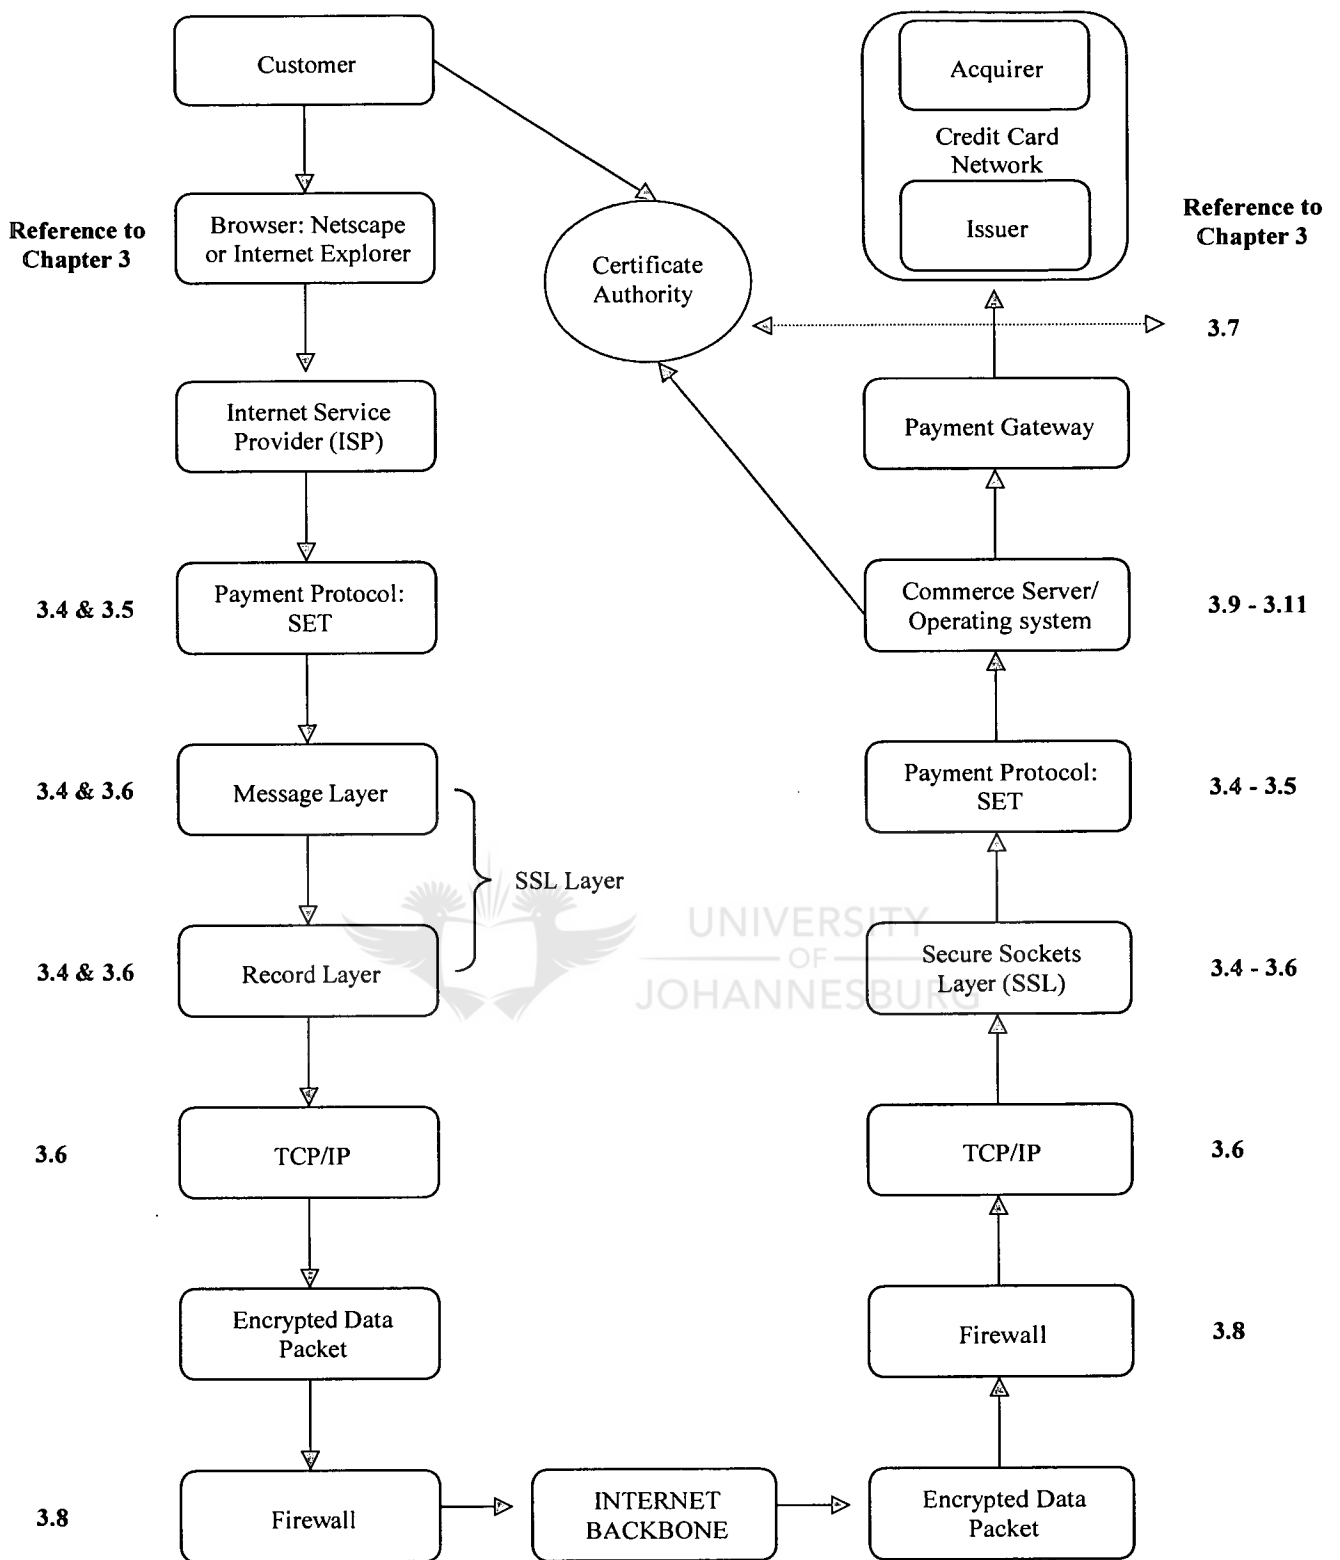 Customer
Acquirer
Credit Card
Network
Issuer
Reference to
Chapter 3
Browser: Netscape
or Internet Explorer
Certificate
Authority
Reference to
Chapter 3
3.7
Internet Service
Provider (ISP)
Payment Gateway
3.4 & 3.5
Payment Protocol:
SET
Commerce Server/
Operating system
3.9 - 3.11
3.4 & 3.6
Message Layer
Payment Protocol:
SET
3.4 - 3.5
SSL Layer
UNIVERSITY
OF
JOHANNESBURG
3.4 & 3.6
Record Layer
Secure Sockets
Layer (SSL)
3.4 - 3.6
3.6
TCP/IP
TCP/IP
3.6
Encrypted Data
Packet
Firewall
3.8
3.8
Firewall
INTERNET
BACKBONE
Encrypted Data
Packet